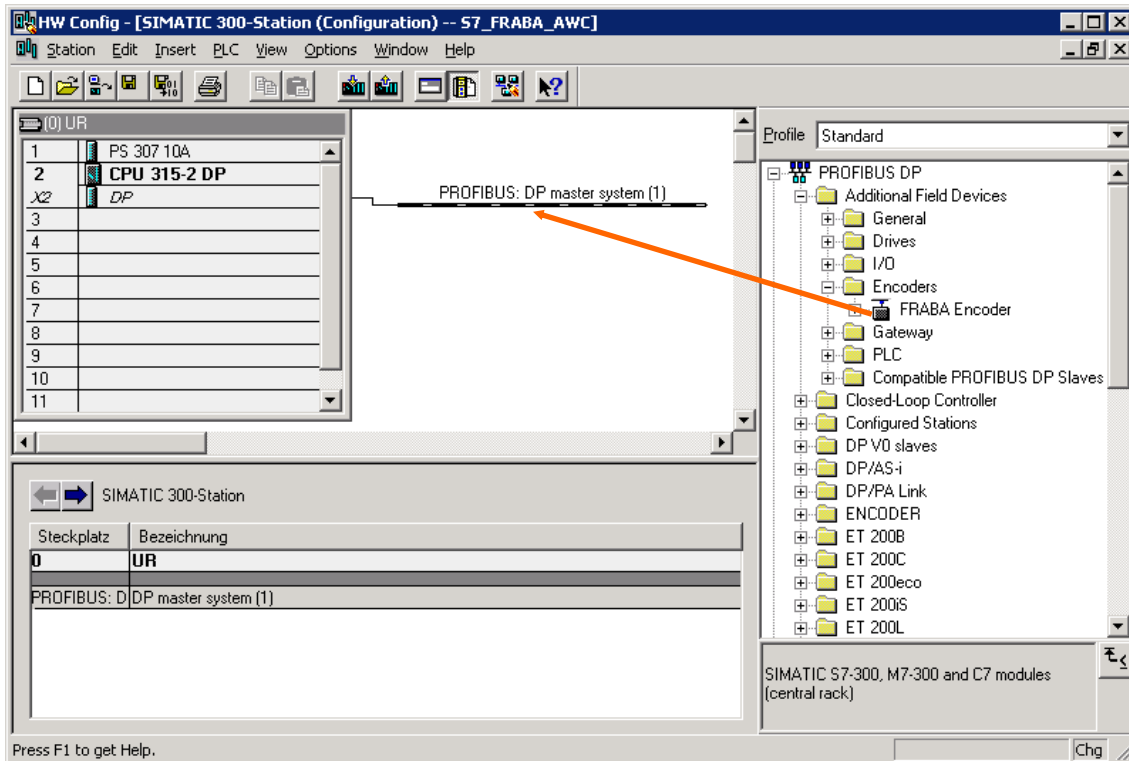 HW Config - [SIMATIC 300-Station (Configuration) -- S7_FRABA_AWC]
Station Edit Insert PLC View Options Window Help
(0) UR
1 PS 307 10A
2 CPU 315-2 DP
X2 DP
3
4
5
6
7
8
9
10
11
PROFIBUS: DP master system (1)
Profile Standard
PROFIBUS DP
Additional Field Devices
General
Drives
I/O
Encoders
FRABA Encoder
Gateway
PLC
Compatible PROFIBUS DP Slaves
Closed-Loop Controller
Configured Stations
DP V0 slaves
DP/AS-i
DP/PA Link
ENCODER
ET 200B
ET 200C
ET 200eco
ET 200iS
ET 200L
SIMATIC 300-Station
Steckplatz Bezeichnung
0 UR
PROFIBUS: D DP master system (1)
SIMATIC S7-300, M7-300 and C7 modules
(central rack)
Press F1 to get Help.
Chg